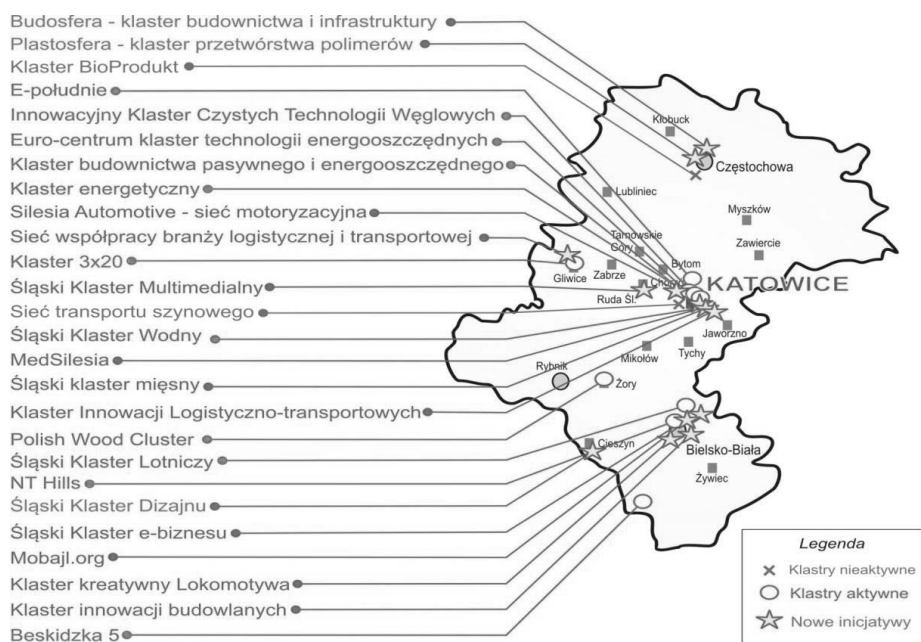 Budosfera - klaster budownictwa i infrastruktury
Plastosfera - klaster przetwórstwa polimerów
Klaster BioProdukt
E-południe
Innowacyjny Klaster Czystych Technologii Węglowych
Euro-centrum klaster technologii energooszczędnych
Klaster budownictwa pasywnego i energooszczędnego
Klaster energetyczny
Silesia Automotive - sieć motoryzacyjna
Sieć współpracy branży logistycznej i transportowej
Klaster 3x20
Śląski Klaster Multimedialny
Sieć transportu szynowego
Śląski Klaster Wodny
MedSilesia
Śląski klaster mięsny
Klaster Innowacji Logistyczno-transportowych
Polish Wood Cluster
Śląski Klaster Lotniczy
NT Hills
Śląski Klaster Dizajnu
Śląski Klaster e-biznesu
Mobajl.org
Klaster kreatywny Lokomotywa
Klaster innowacji budowlanych
Beskidzka 5
Kłobuck
Częstochowa
Lubliniec
Myszków
Tarnowskie
Góry
Zawiercie
Bytom
Gliwice
Zabrze
KATOWICE
Ruda Śl.
Jaworzno
Tychy
Mikołów
Rybnik
Żory
Cieszyn
Bielsko-Biała
Żywiec
Legenda
Klastry nieaktywne
Klastry aktywne
Nowe inicjatywy